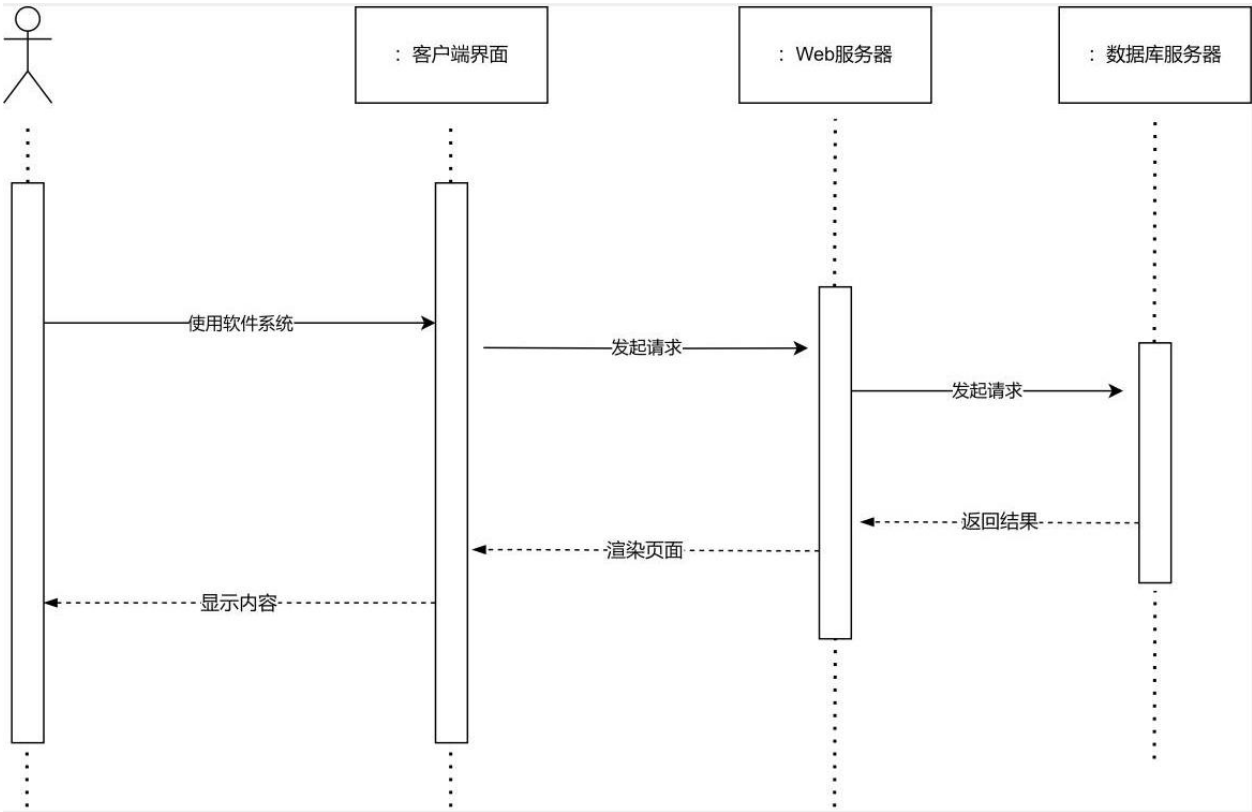 ： 客户端界面
： Web服务器
： 数据库服务器
使用软件系统
发起请求
发起请求
返回结果
渲染页面
显示内容